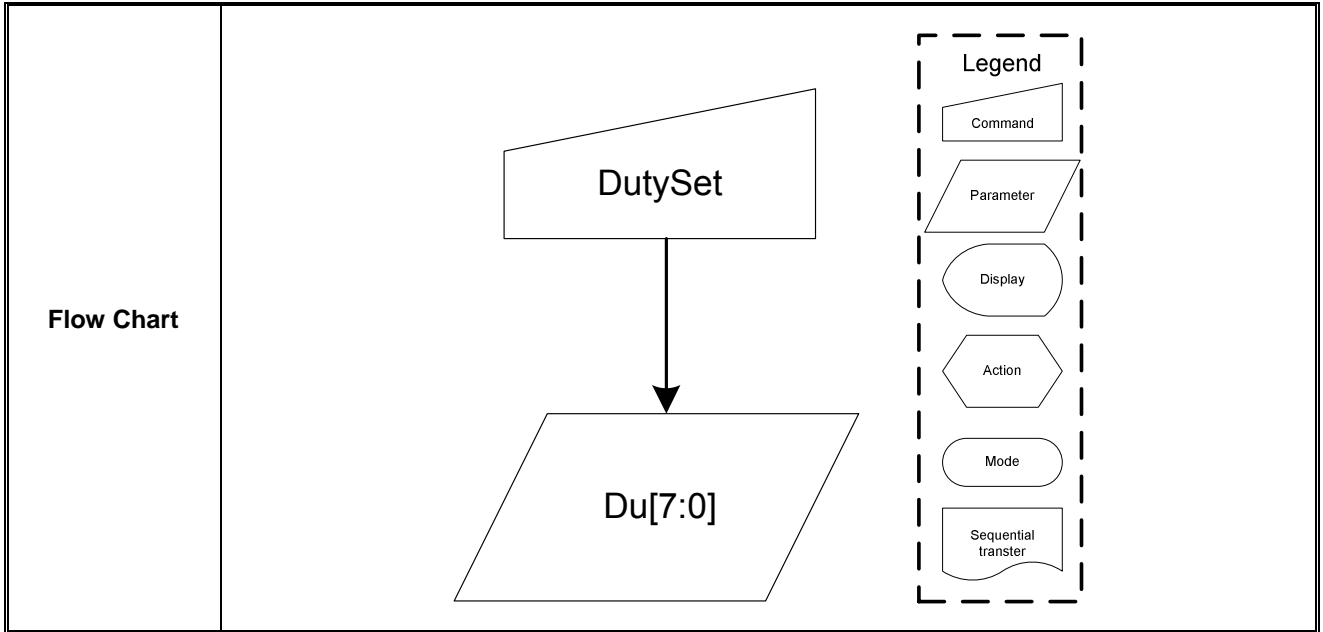 Flow Chart
DutySet
Du[7:0]
Legend
Command
Parameter
Display
Action
Mode
Sequential
transter